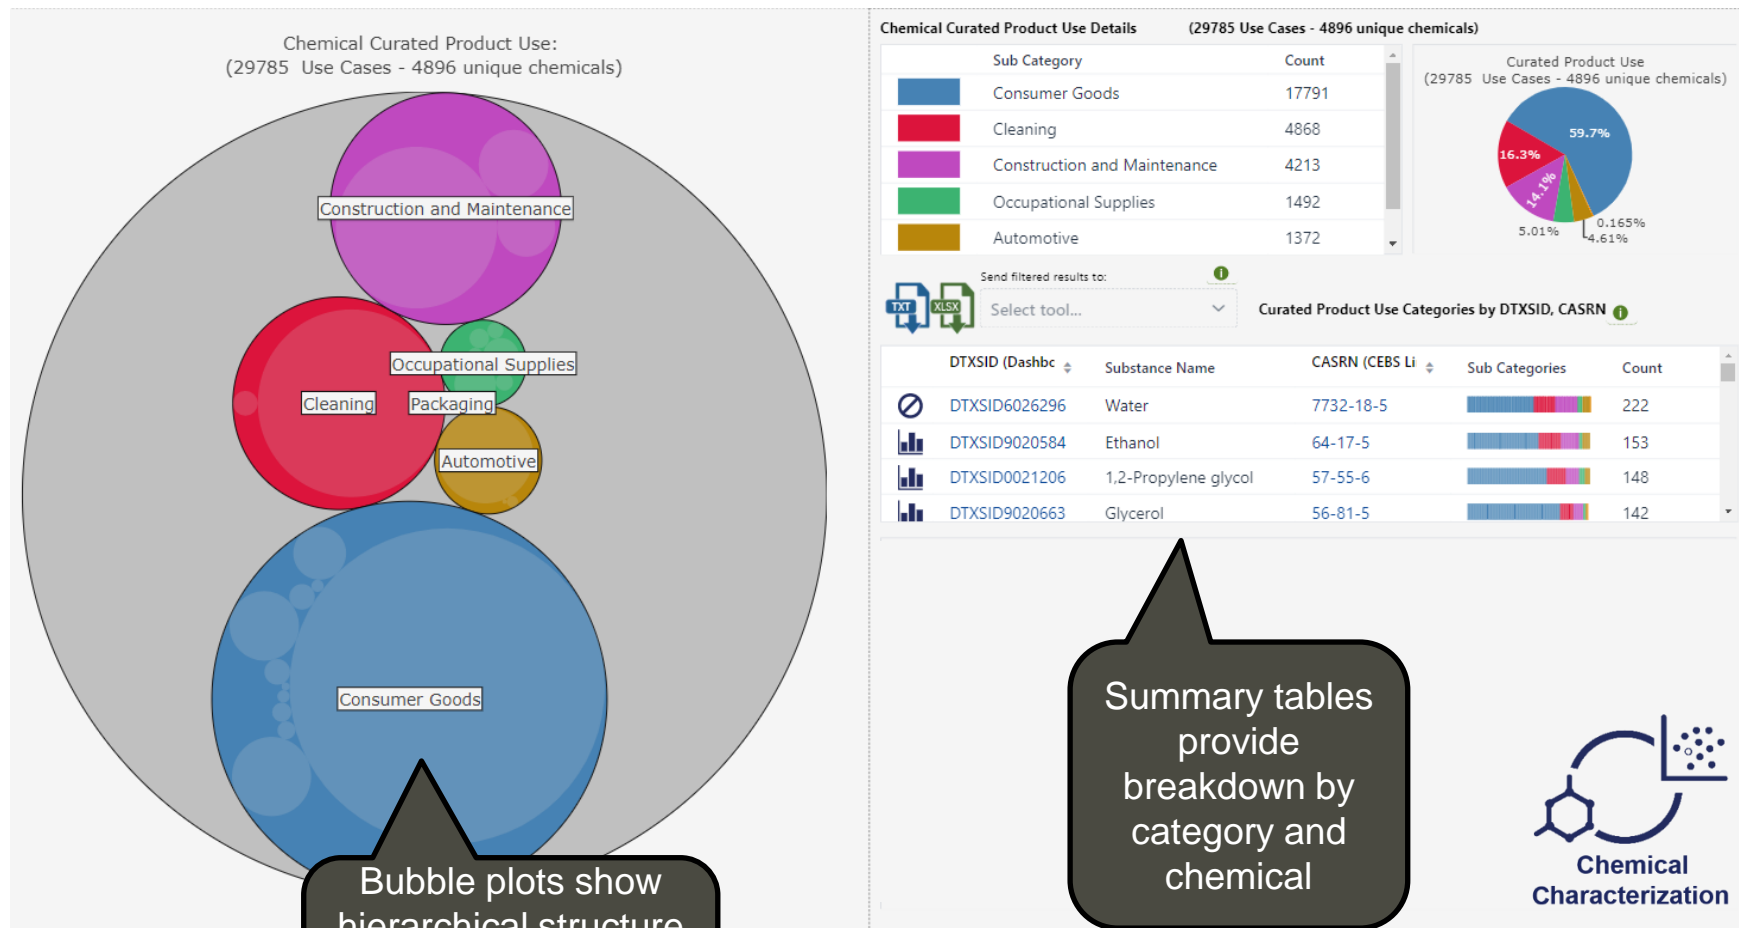 Chemical Curated Product Use:
(29785 Use Cases - 4896 unique chemicals)
Construction and Maintenance
Occupational Supplies
Cleaning
Packaging
Automotive
Consumer Goods
Bubble plots show
hierarchical structure
Chemical Curated Product Use Details (29785 Use Cases - 4896 unique chemicals)
Sub Category Count
Consumer Goods 17791
Cleaning 4868
Construction and Maintenance 4213
Occupational Supplies 1492
Automotive 1372
Curated Product Use
(29785 Use Cases - 4896 unique chemicals)
59.7%
16.3%
14.1%
5.01%
0.165%
4.61%
Send filtered results to:
TXT XLSX Select tool...
Curated Product Use Categories by DTXSID, CASRN
DTXSID (Dashbc Substance Name CASRN (CEBS Li Sub Categories Count
DTXSID6026296 Water 7732-18-5 222
DTXSID9020584 Ethanol 64-17-5 153
DTXSID0021206 1,2-Propylene glycol 57-55-6 148
DTXSID9020663 Glycerol 56-81-5 142
Summary tables
provide
breakdown by
category and
chemical
Chemical
Characterization